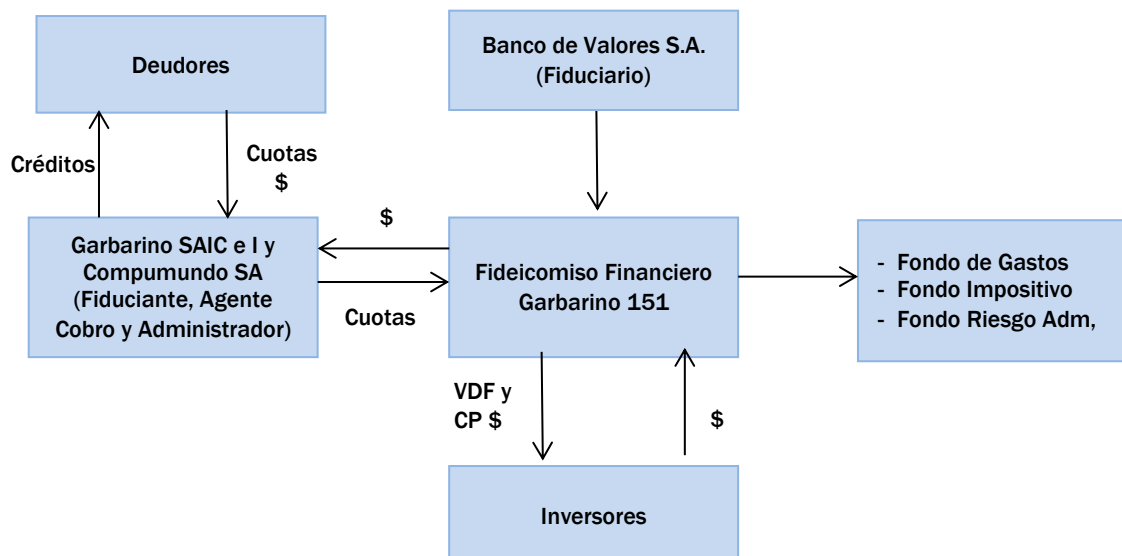 Deudores
Banco de Valores S.A.
(Fiduciario)
Créditos
Cuotas
$
Garbarino SAIC e I y
Compumundo SA
(Fiduciante, Agente
Cobro y Administrador)
$
Cuotas
Fideicomiso Financiero
Garbarino 151
- Fondo de Gastos
- Fondo Impositivo
- Fondo Riesgo Adm,
VDF y
CP $
$
Inversores